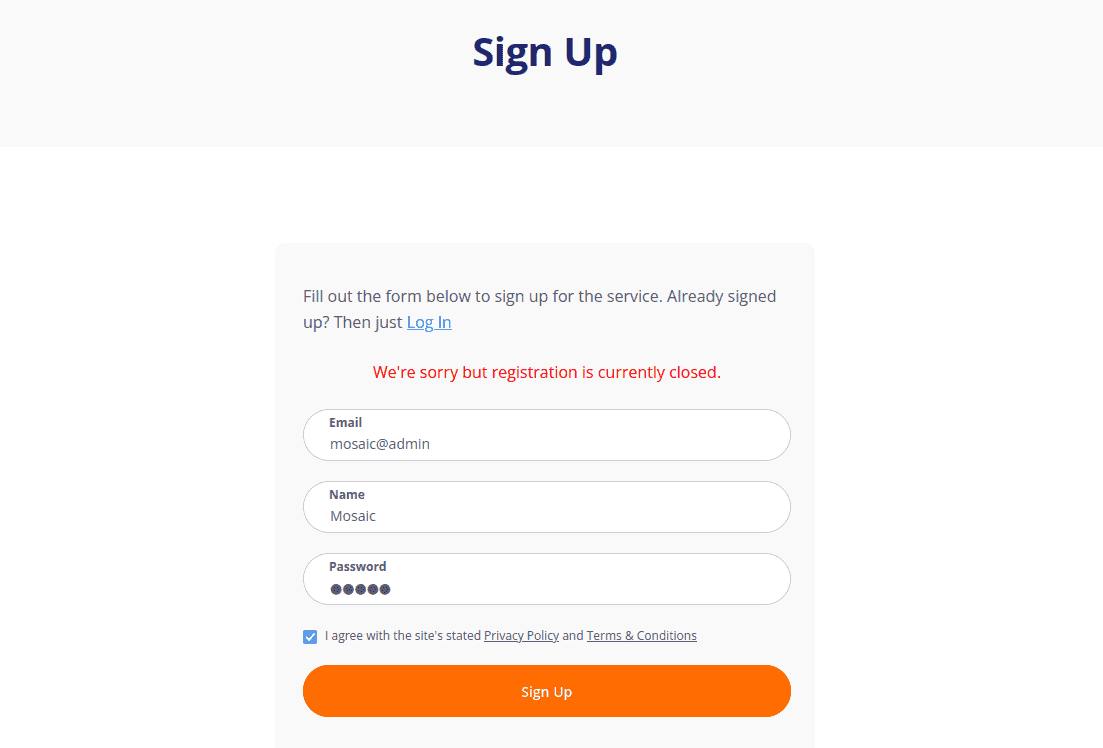 Sign Up
Fill out the form below to sign up for the service. Already signed
up? Then just Log In
We're sorry but registration is currently closed.
Email
mosaic@admin
Name
Mosaic
Password
I agree with the site's stated Privacy Policy and Terms & Conditions
Sign Up